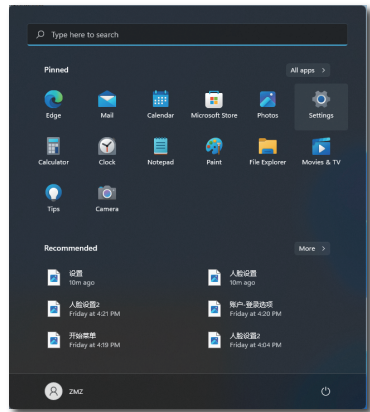 Type here to search
Pinned
All apps >
Edge
Mail
Calendar
Microsoft Store
Photos
Settings
Calculator
Clock
Notepad
Paint
File Explorer
Movies & TV
Tips
Camera
Recommended
More >
设置
10m ago
人脸设置
10m ago
人脸设置2
Friday at 4:21 PM
账户-登录选项
Friday at 4:20 PM
开始菜单
Friday at 4:19 PM
人脸设置2
Friday at 4:04 PM
ZMZ